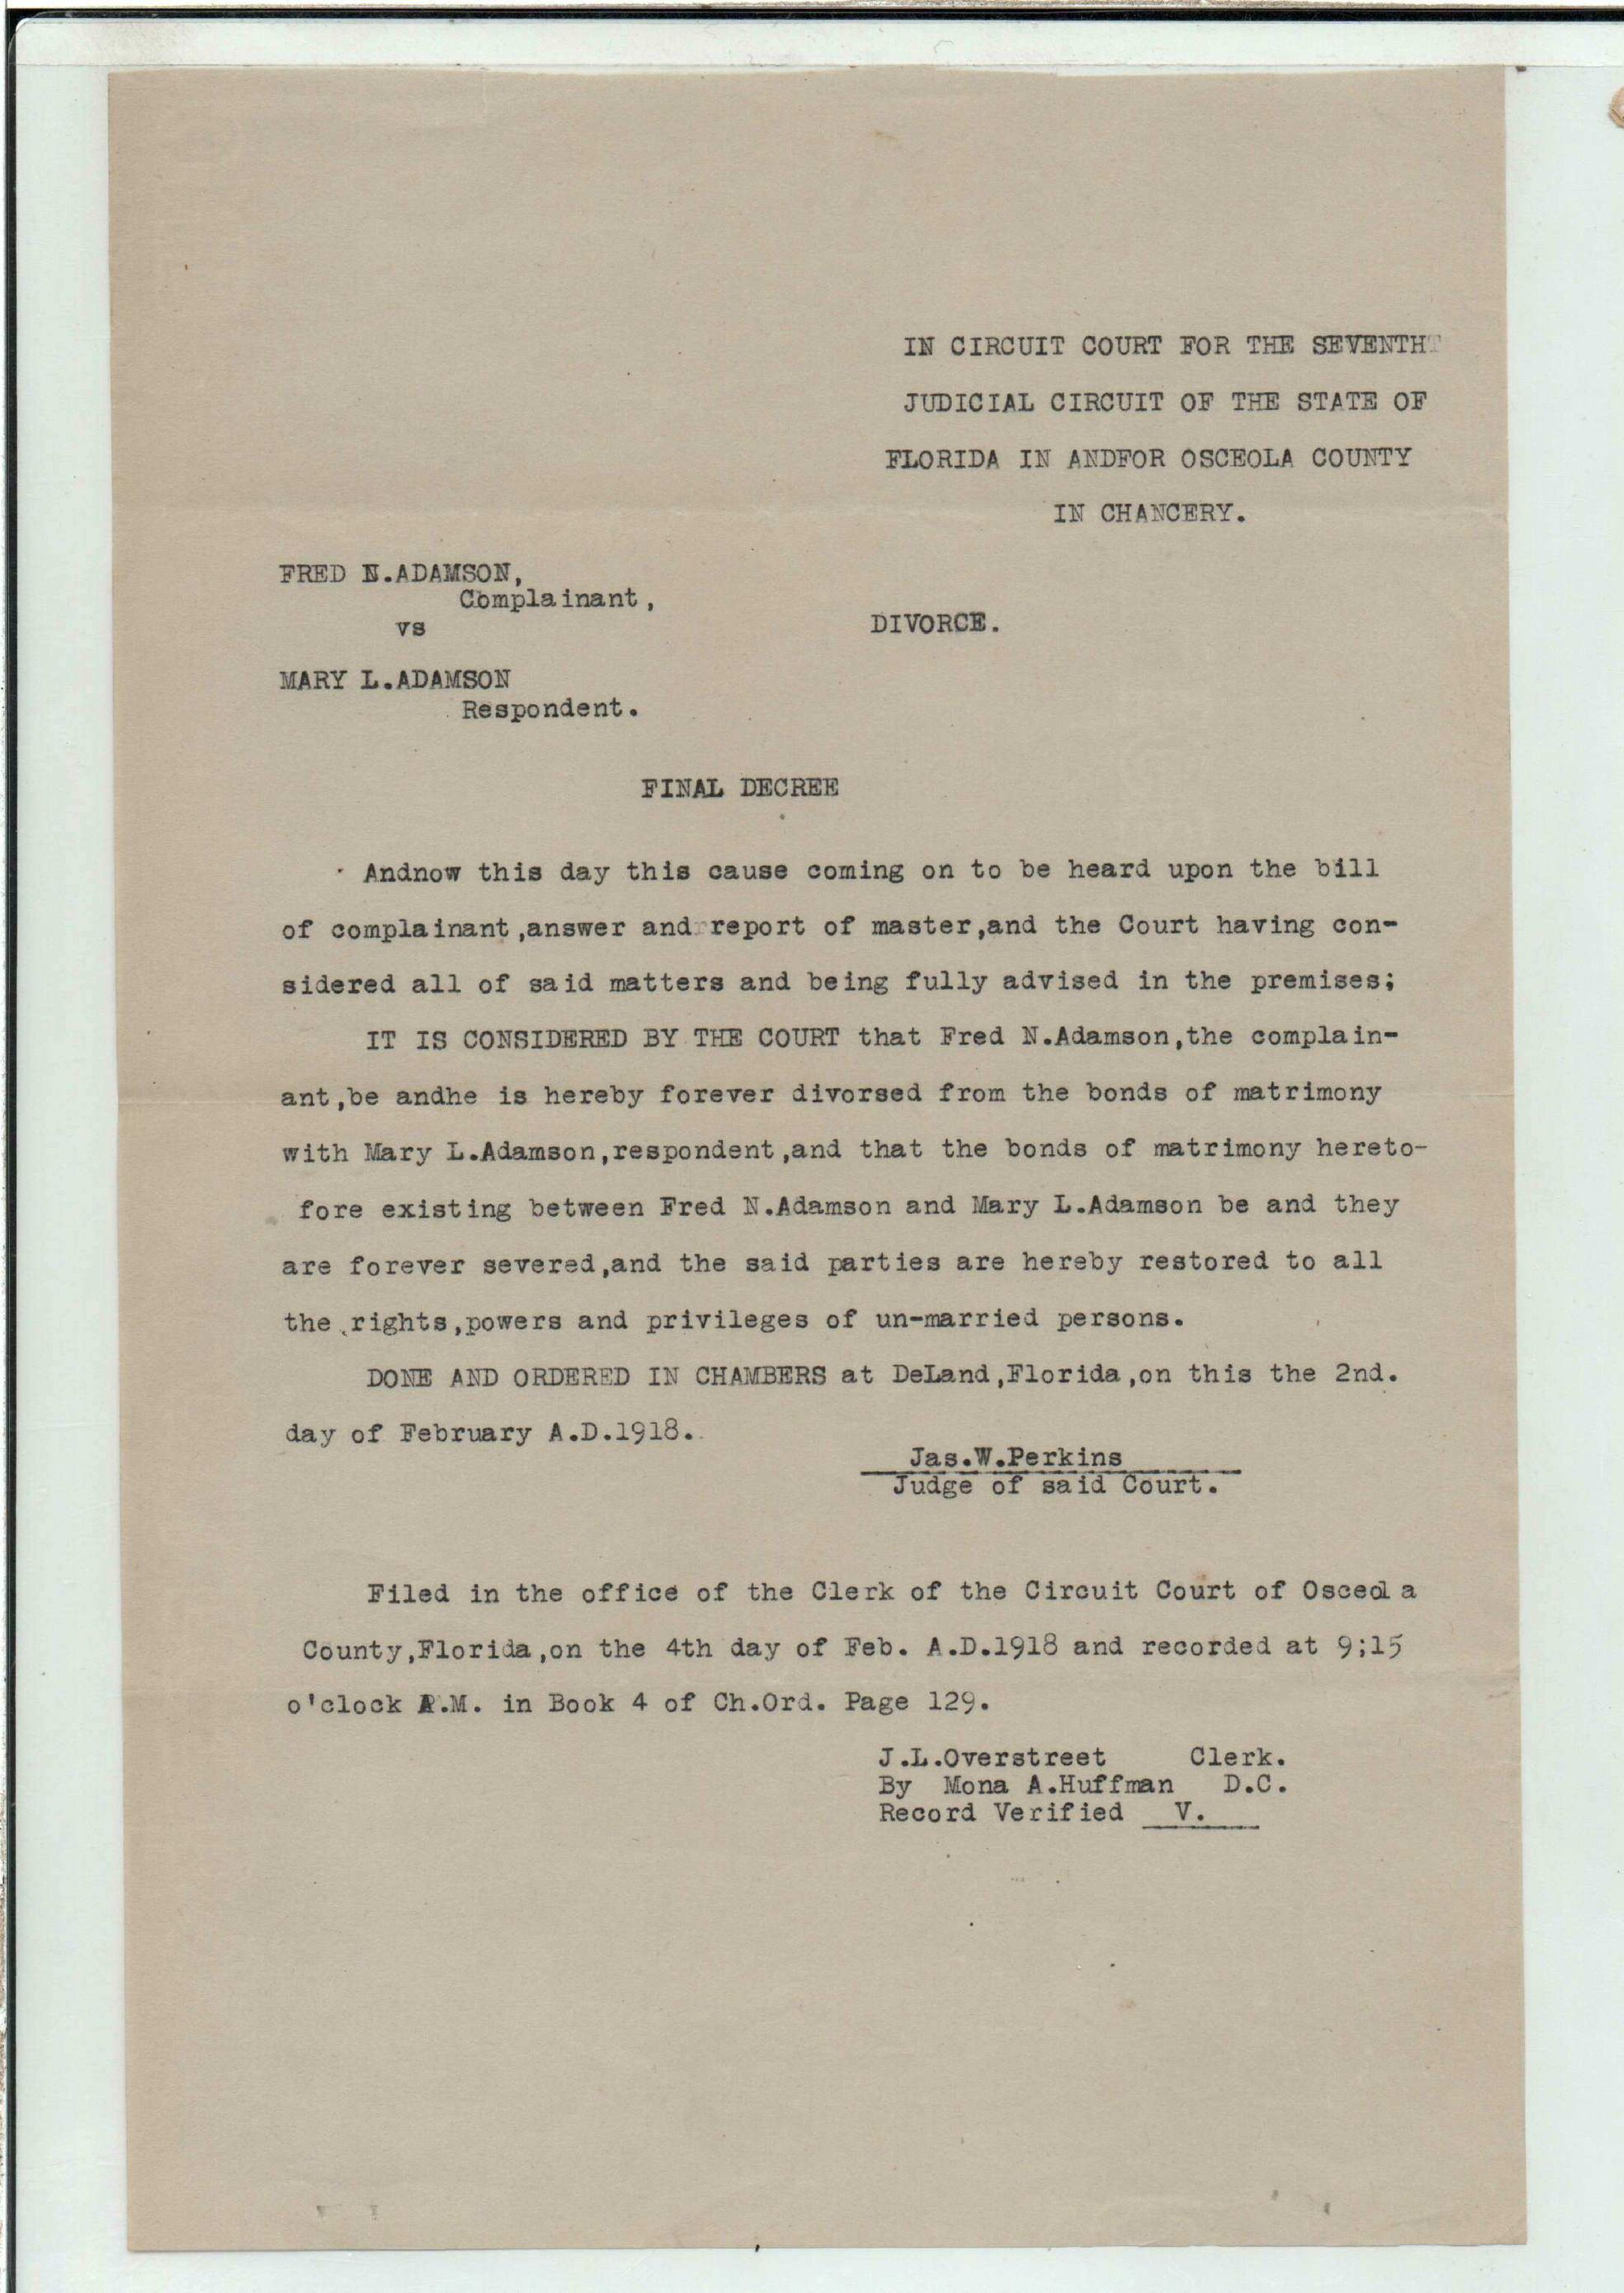 IN CIRCUIT COURT FOR THE SEVENTH
JUDICIAL CIRCUIT OF THE STATE OF
FLORIDA IN ANDFOR OSCEOLA COUNTY
IN CHANCERY.
FRED N.ADAMSON,
Complainant,
vs
DIVORCE.
MARY L.ADAMSON
Respondent.
FINAL DECREE
Andnow this day this cause coming on to be heard upon the bill
of complainant,answer and report of master,and the Court having con-
sidered all of said matters and being fully advised in the premises;
IT IS CONSIDERED BY THE COURT that Fred N.Adamson,the complain-
ant,be andhe is hereby forever divorsed from the bonds of matrimony
with Mary L.Adamson,respondent,and that the bonds of matrimony hereto-
fore existing between Fred N.Adamson and Mary L.Adamson be and they
are forever severed,and the said parties are hereby restored to all
the rights,powers and privileges of un-married persons.
DONE AND ORDERED IN CHAMBERS at DeLand,Florida,on this the 2nd.
day of February A.D.1918.
Jas.W.Perkins
Judge of said Court.
Filed in the office of the Clerk of the Circuit Court of Osceola
County,Florida,on the 4th day of Feb. A.D.1918 and recorded at 9;15
o'clock .M. in Book 4 of Ch.Ord. Page 129.
J.L.Overstreet Clerk.
By Mona A.Huffman D.C.
Record Verified V.